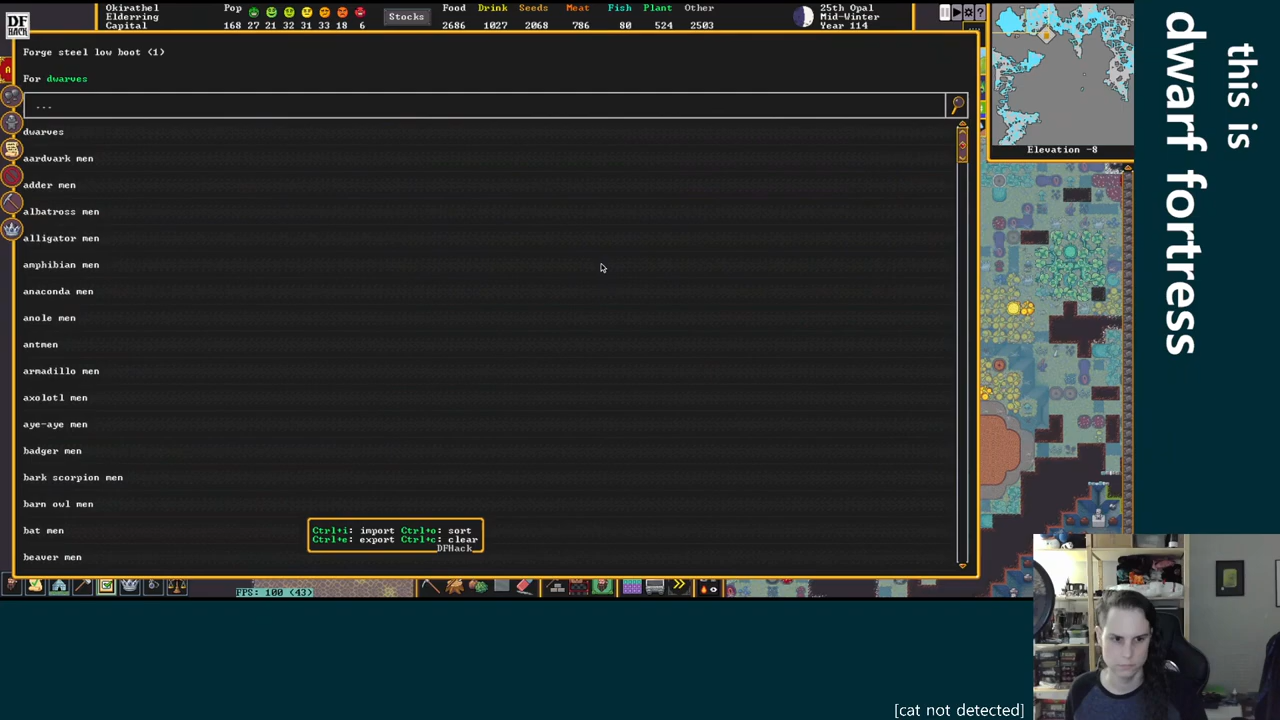 DF
HACK
Okirathel
Elderring
Capital
Pop
168 27 21 32 31 33 18 6
Stocks
Food Drink Seeds Meat Fish Plant Other
2686 1027 2068 786 80 524 2503
25th Opal
Mid-Winter
Year 114
Forge steel low boot (1)
For dwarves
...
dwarves
aardvark men
adder men
albatross men
alligator men
amphibian men
anaconda men
anole men
antmen
armadillo men
axolotl men
aye-aye men
badger men
bark scorpion men
barn owl men
bat men
beaver men
Ctrl+i: import Ctrl+o: sort
Ctrl+e: export Ctrl+c: clear
DFHack
FPS: 100 (43)
Elevation -8
this is
dwarf fortress
[cat not detected]